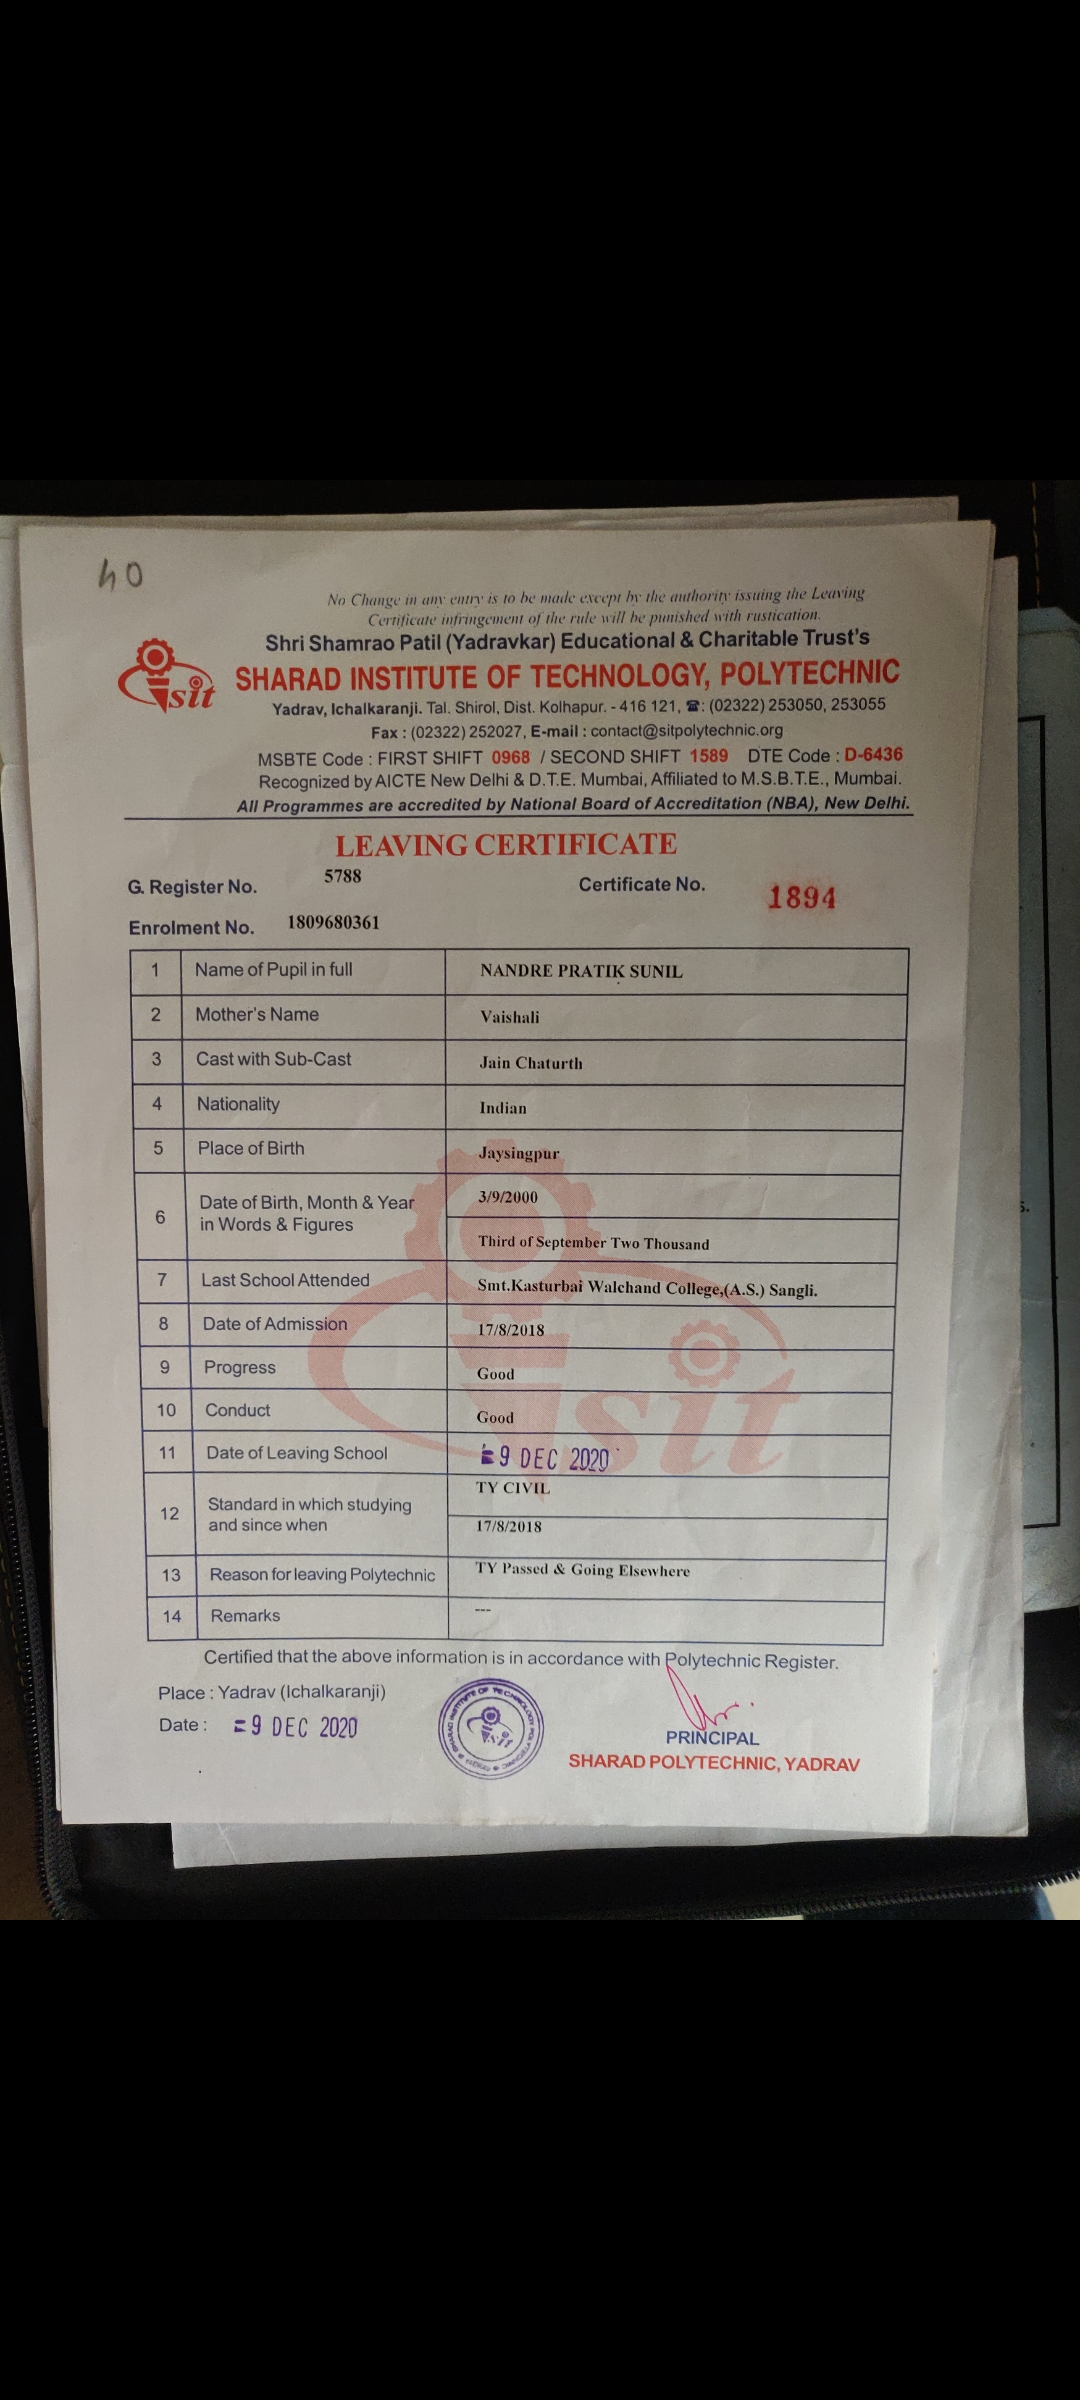 40
No Change in any entry is to be made except by the authority issuing the Leaving
Certificate infringement of the rule will be punished with rustication.
Shri Shamrao Patil (Yadravkar) Educational & Charitable Trust's
sit
SHARAD INSTITUTE OF TECHNOLOGY, POLYTECHNIC
Yadrav, Ichalkaranji. Tal. Shirol, Dist. Kolhapur. - 416 121, ☎: (02322) 253050, 253055
Fax : (02322) 252027, E-mail : contact@sitpolytechnic.org
MSBTE Code : FIRST SHIFT 0968 / SECOND SHIFT 1589 DTE Code : D-6436
Recognized by AICTE New Delhi & D.T.E. Mumbai, Affiliated to M.S.B.T.E., Mumbai.
All Programmes are accredited by National Board of Accreditation (NBA), New Delhi.
LEAVING CERTIFICATE
G. Register No. 5788 Certificate No. 1894
Enrolment No. 1809680361
1 Name of Pupil in full NANDRE PRATIK SUNIL
2 Mother's Name Vaishali
3 Cast with Sub-Cast Jain Chaturth
4 Nationality Indian
5 Place of Birth Jaysingpur
6 Date of Birth, Month & Year in Words & Figures 3/9/2000
Third of September Two Thousand
7 Last School Attended Smt.Kasturbai Walchand College,(A.S.) Sangli.
8 Date of Admission 17/8/2018
9 Progress Good
10 Conduct Good
11 Date of Leaving School = 9 DEC 2020
12 Standard in which studying and since when TY CIVIL
17/8/2018
13 Reason for leaving Polytechnic TY Passed & Going Elsewhere
14 Remarks ---
sit
Certified that the above information is in accordance with Polytechnic Register.
Place : Yadrav (Ichalkaranji)
Date : = 9 DEC 2020
SHARAD INSTITUTE OF TECHNOLOGY POLYTECHNIC
sit
PRINCIPAL
SHARAD POLYTECHNIC, YADRAV